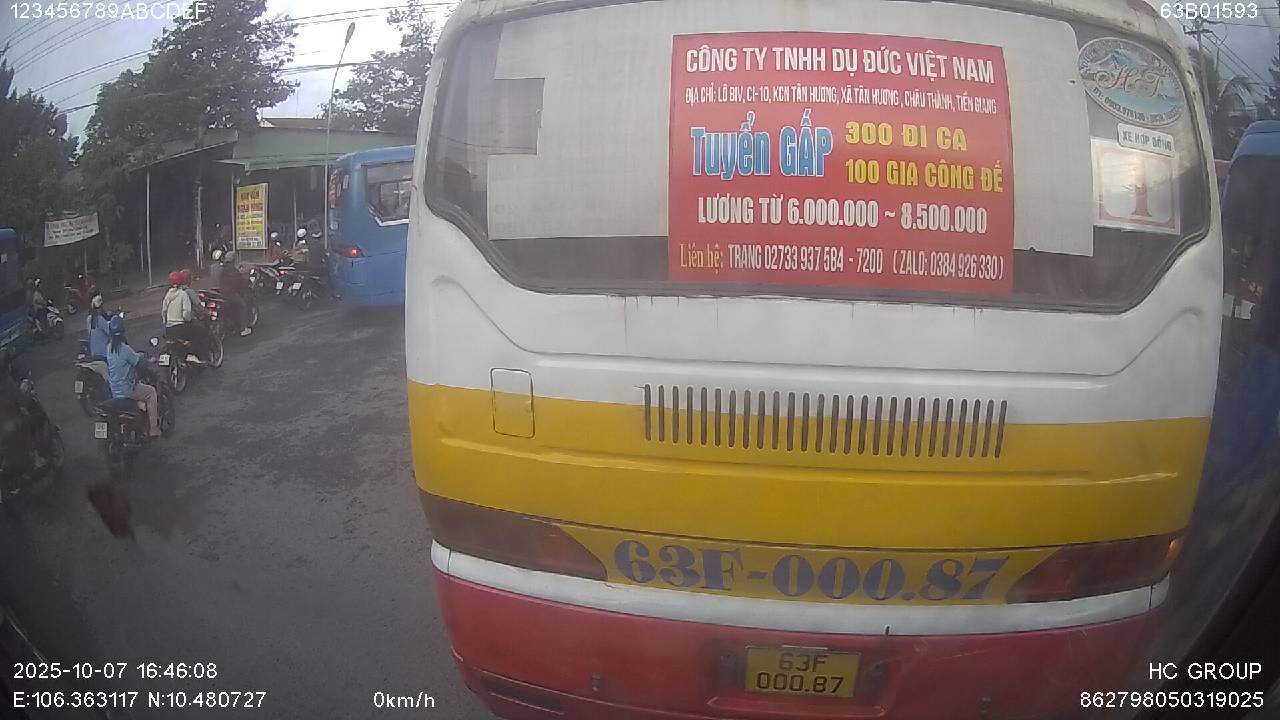 123456789ABCDEF
63B01593
CÔNG TY TNHH DỤ ĐỨC VIỆT NAM
ĐỊA CHỈ: LÔ BIV, CI-10, KCN TÂN HƯƠNG, XÃ TÂN HƯƠNG , CHÂU THÀNH, TIỀN GIANG
Tuyển GẤP
300 ĐI CA
100 GIA CÔNG ĐẾ
LƯƠNG TỪ 6.000.000 ~ 8.500.000
Liên hệ: TRANG 02733 937 584 - 7200 ( ZALO: 0384 926 330 )
XE HỢP ĐỒNG
1
63F-000.87
63F
000.87
2025-10-07 16:46:08
E:106.363117 N:10.480727
0km/h
HC GROUP
862798050319025